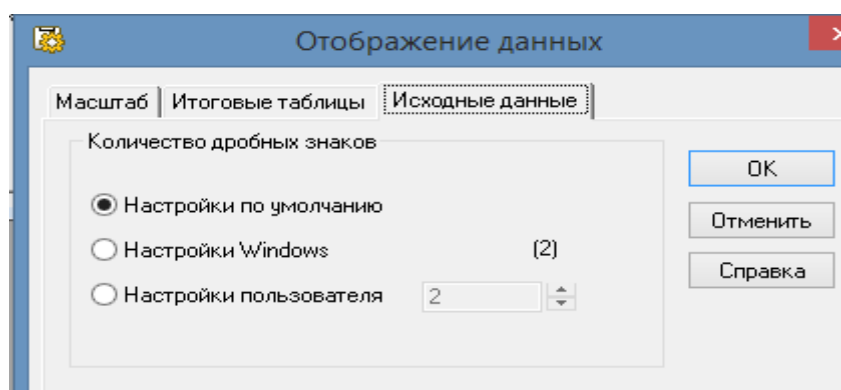 Отображение данных
Масштаб Итоговые таблицы Исходные данные
Количество дробных знаков
Настройки по умолчанию
Настройки Windows (2)
Настройки пользователя 2
OK
Отменить
Справка